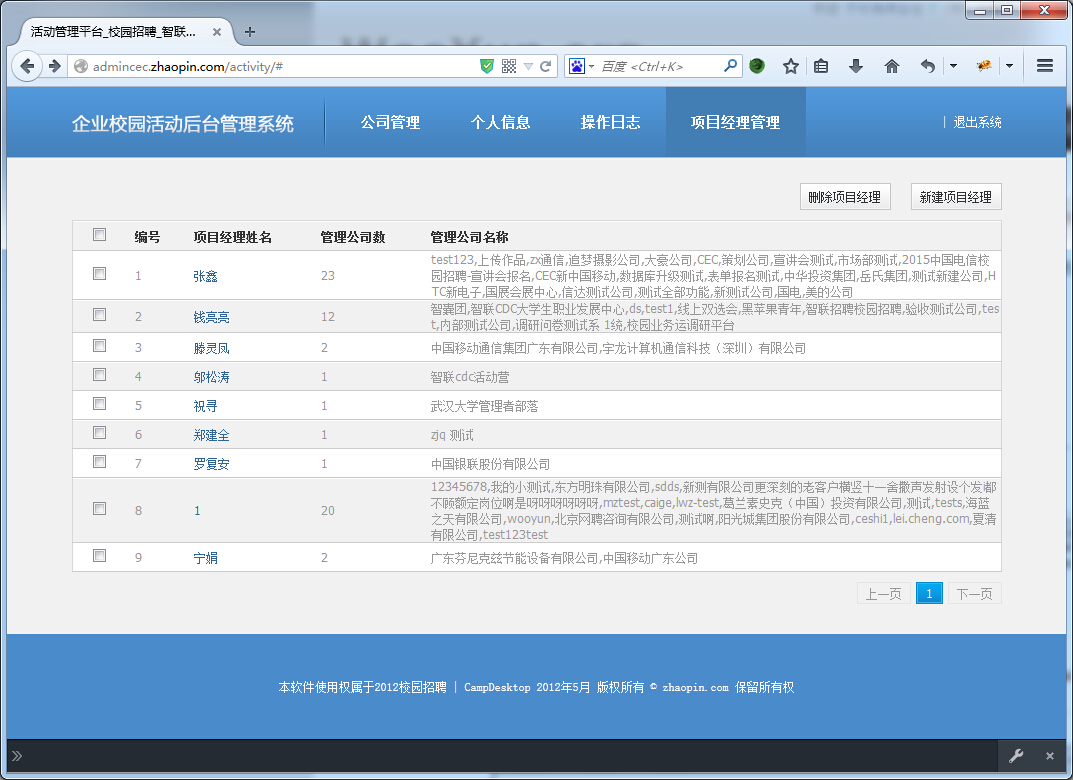 活动管理平台_校园招聘_智联...
admincec.zhaopin.com/activity/#
百度 <Ctrl+K>
企业校园活动后台管理系统
公司管理
个人信息
操作日志
项目经理管理
| 退出系统
删除项目经理
新建项目经理
编号 项目经理姓名 管理公司数 管理公司名称
1 张鑫 23 test123,上传作品,zx通信,追梦摄影公司,大豪公司,CEC,策划公司,宣讲会测试,市场部测试,2015中国电信校
园招聘-宣讲会报名,CEC新中国移动,数据库升级测试,表单报名测试,中华投资集团,岳氏集团,测试新建公司,H
TC新电子,国展会展中心,信达测试公司,测试全部功能,新测试公司,国电,美的公司
2 钱亮亮 12 智囊团,智联CDC大学生职业发展中心,ds,test1,线上双选会,黑苹果青年,智联招聘校园招聘,验收测试公司,tes
t,内部测试公司,调研问卷测试系 1统,校园业务运调研平台
3 滕灵凤 2 中国移动通信集团广东有限公司,宇龙计算机通信科技（深圳）有限公司
4 邬松涛 1 智联cdc活动营
5 祝寻 1 武汉大学管理者部落
6 郑建全 1 zjq 测试
7 罗复安 1 中国银联股份有限公司
8 1 20 12345678,我的小测试,东方明珠有限公司,sdds,新测有限公司更深刻的老客户横竖十一舍撒声发射设个发都
不顾额定岗位啊是呀呀呀呀呀呀,mztest,caige,lwz-test,葛兰素史克（中国）投资有限公司,测试,tests,海蓝
之天有限公司,wooyun,北京网聘咨询有限公司,测试啊,阳光城集团股份有限公司,ceshi1,lei.cheng.com,夏清
有限公司,test123test
9 宁娟 2 广东芬尼克兹节能设备有限公司,中国移动广东公司
上一页 1 下一页
本软件使用权属于2012校园招聘 | CampDesktop 2012年5月 版权所有 © zhaopin.com 保留所有权